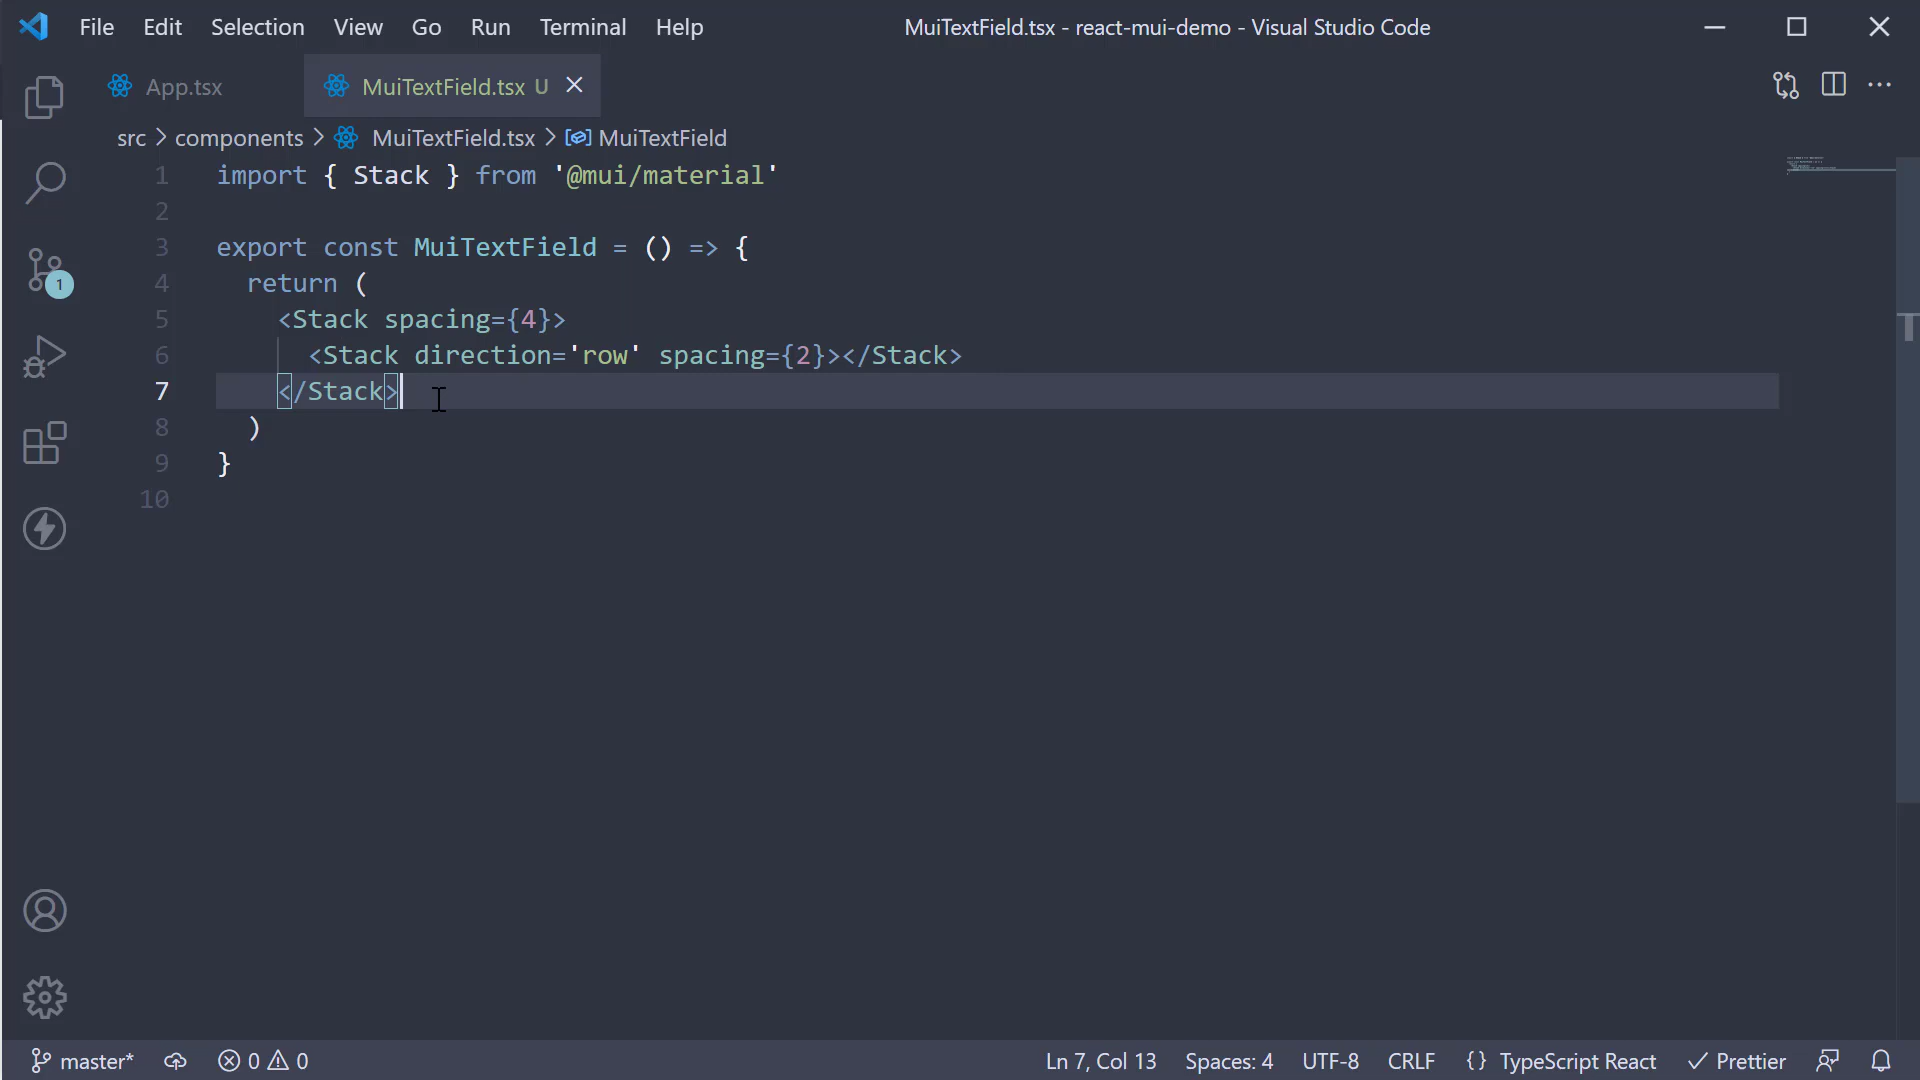 File Edit Selection View Go Run Terminal Help MuiTextField.tsx - react-mui-demo - Visual Studio Code
App.tsx MuiTextField.tsx U
src > components > MuiTextField.tsx > MuiTextField
1 import { Stack } from '@mui/material'
2
3 export const MuiTextField = () => {
4 return (
5 <Stack spacing={4}>
6 <Stack direction='row' spacing={2}></Stack>
7 </Stack>
8 )
9 }
10
1
master* 0 0 Ln 7, Col 13 Spaces: 4 UTF-8 CRLF {} TypeScript React Prettier